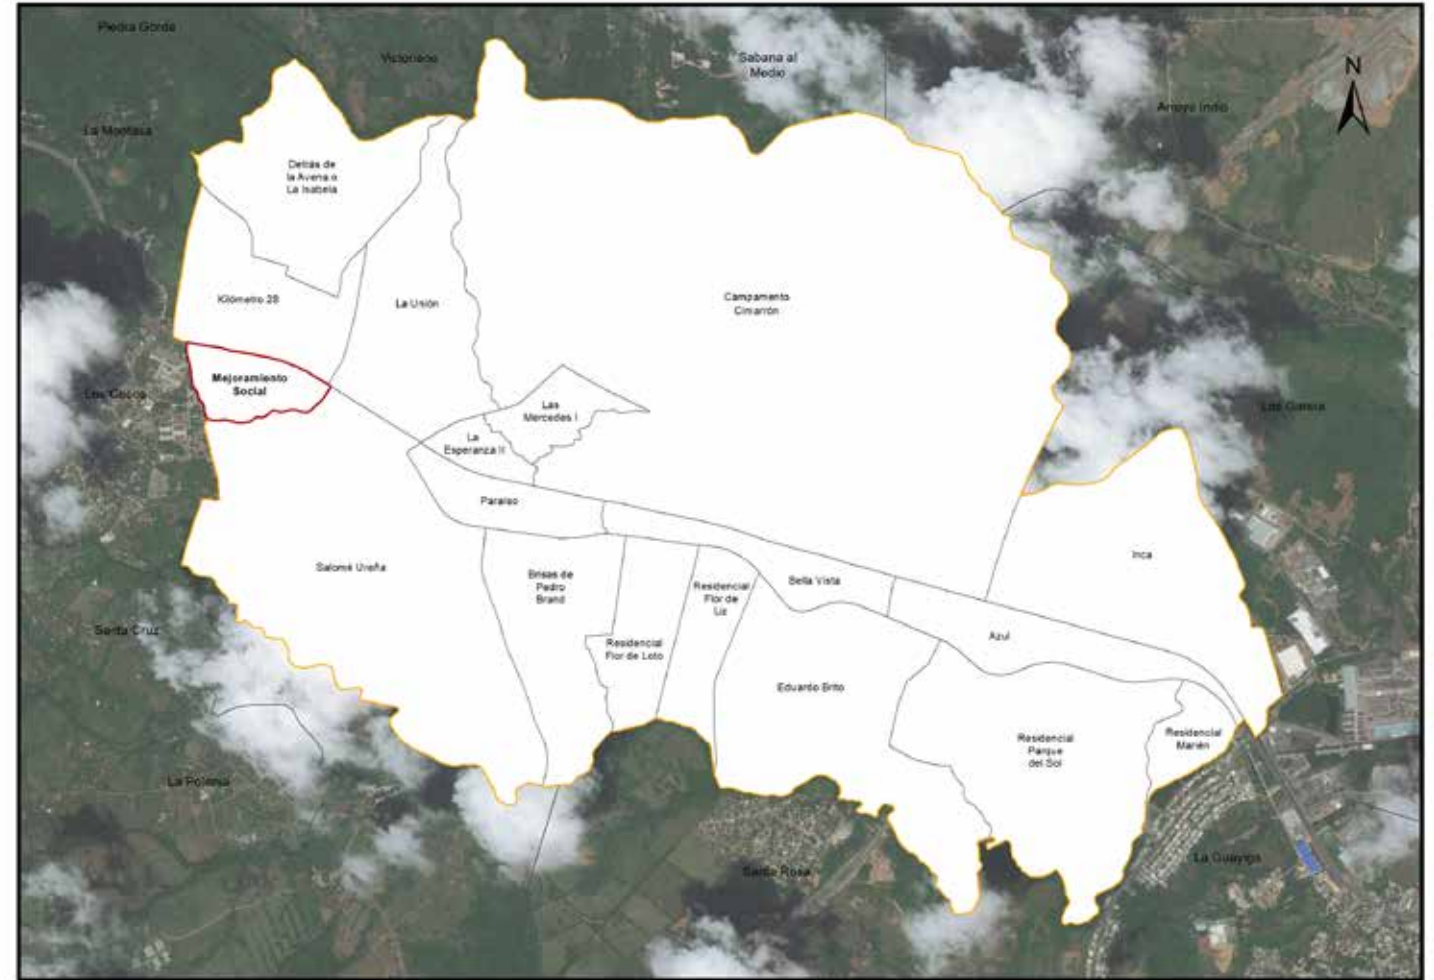 Piedra Gorda
Victoriano
Sabana al
Medio
N
Arroyo Indio
La Montasa
Detrás de
la Avena o
La Isabela
Kilómetro 28
La Unión
Campamento
Cimarrón
Mejoramiento
Social
Los Cocos
Las
Mercedes I
Los García
La
Esperanza II
Paraíso
Salomé Ureña
Brisas de
Pedro
Brand
Residencial
Flor de
Liz
Bella Vista
Inca
Santa Cruz
Residencial
Flor de Loto
Azul
Eduardo Brito
Residencial
Parque
del Sol
Residencial
Marién
La Polonia
Santa Rosa
La Guayiga